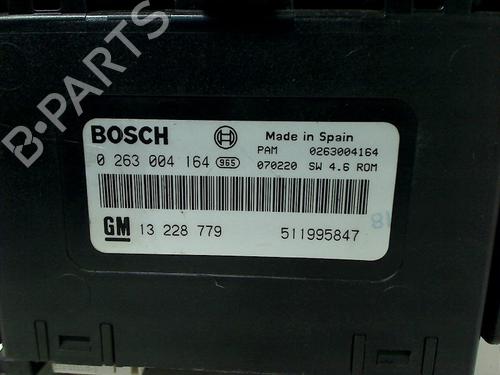 B-PARTS
BOSCH
Made in Spain
PAM 0263004164
0 263 004 164 965
070220 SW 4.6 ROM
GM 13 228 779 511995847
18